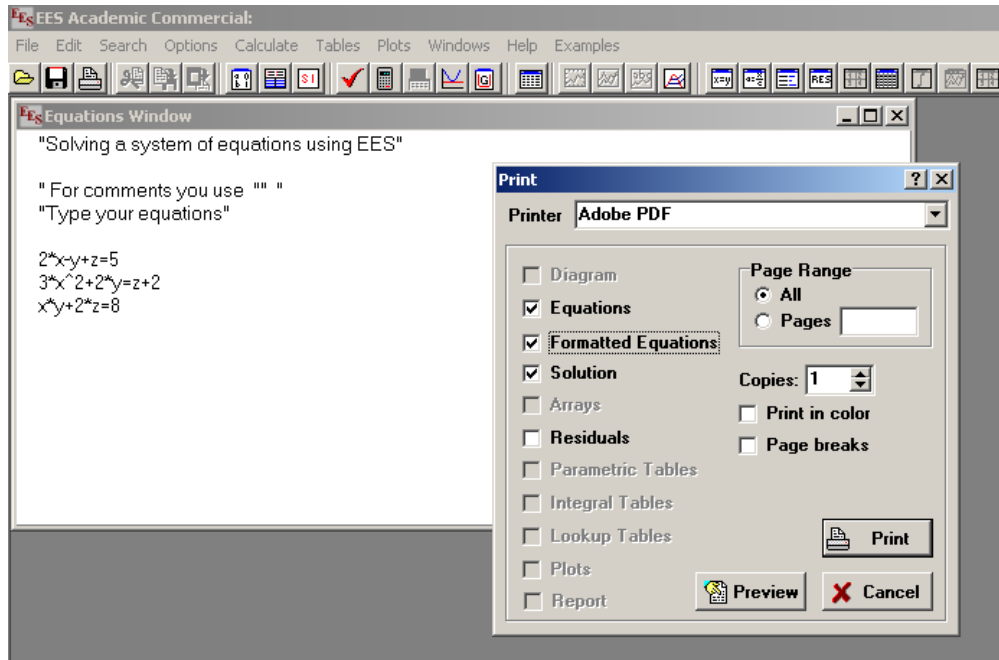 EES Academic Commercial:
File Edit Search Options Calculate Tables Plots Windows Help Examples
Equations Window
"Solving a system of equations using EES"
" For comments you use "" "
"Type your equations"
2*x-y+z=5
3*x^2+2*y=z+2
x*y+2*z=8
Print
Printer Adobe PDF
Diagram
Equations
Formatted Equations
Solution
Arrays
Residuals
Parametric Tables
Integral Tables
Lookup Tables
Plots
Report
Page Range
All
Pages
Copies: 1
Print in color
Page breaks
Print
Preview
Cancel